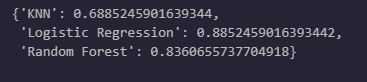 {'KNN': 0.6885245901639344,
'Logistic Regression': 0.8852459016393442,
'Random Forest': 0.8360655737704918}